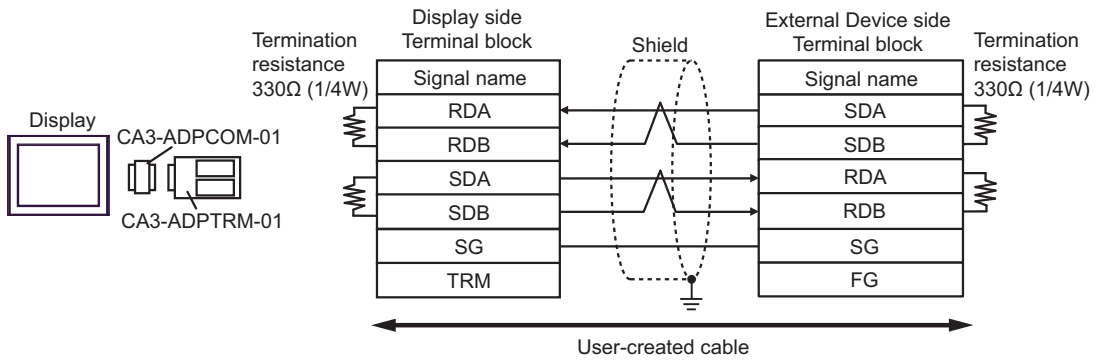 Display
CA3-ADPCOM-01
CA3-ADPTRM-01
Termination
resistance
330Ω (1/4W)
Display side
Terminal block
Signal name
RDA
RDB
SDA
SDB
SG
TRM
Shield
External Device side
Terminal block
Signal name
SDA
SDB
RDA
RDB
SG
FG
Termination
resistance
330Ω (1/4W)
User-created cable